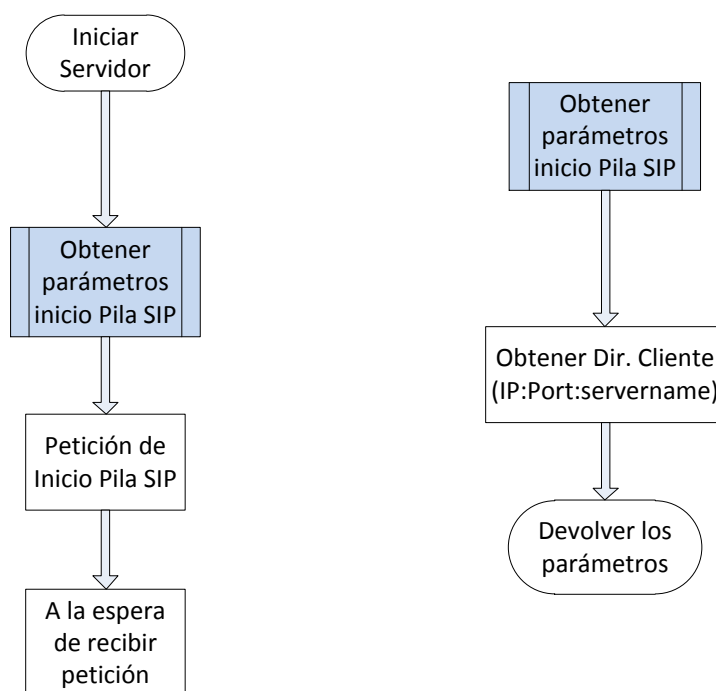 Iniciar
Servidor
Obtener
parámetros
inicio Pila SIP
Petición de
Inicio Pila SIP
A la espera
de recibir
petición
Obtener
parámetros
inicio Pila SIP
Obtener Dir. Cliente
(IP:Port:servername)
Devolver los
parámetros